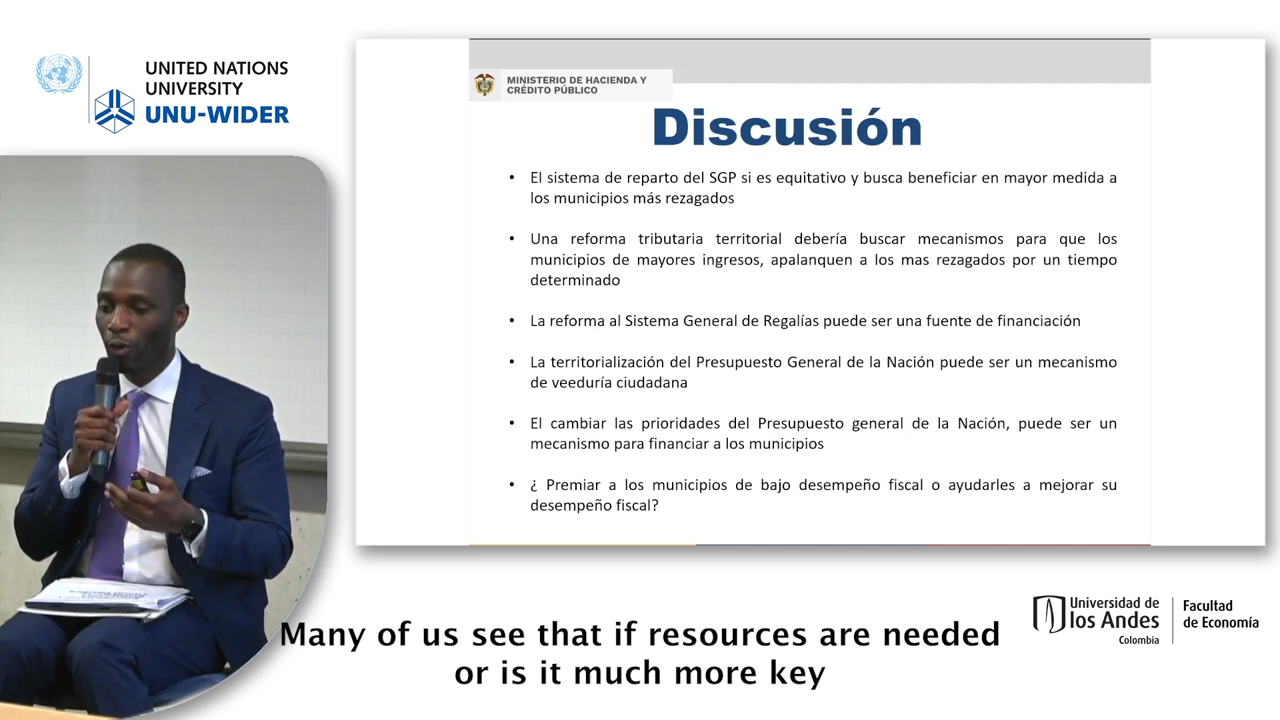 UNITED NATIONS
UNIVERSITY
UNU-WIDER
MINISTERIO DE HACIENDA Y
CRÉDITO PÚBLICO
Discusión
• El sistema de reparto del SGP si es equitativo y busca beneficiar en mayor medida a
los municipios más rezagados
• Una reforma tributaria territorial debería buscar mecanismos para que los
municipios de mayores ingresos, apalanquen a los mas rezagados por un tiempo
determinado
• La reforma al Sistema General de Regalías puede ser una fuente de financiación
• La territorialización del Presupuesto General de la Nación puede ser un mecanismo
de veeduría ciudadana
• El cambiar las prioridades del Presupuesto general de la Nación, puede ser un
mecanismo para financiar a los municipios
• ¿ Premiar a los municipios de bajo desempeño fiscal o ayudarles a mejorar su
desempeño fiscal?
Many of us see that if resources are needed
or is it much more key
Universidad de
los Andes
Colombia
Facultad
de Economía